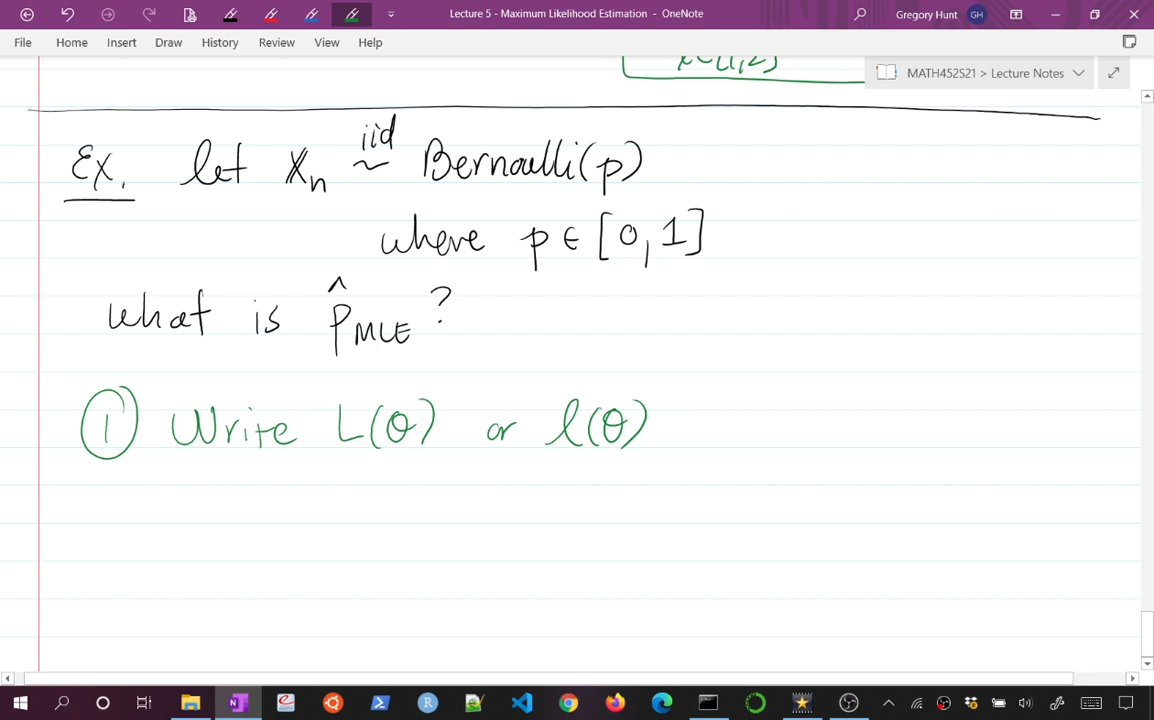 Lecture 5 - Maximum Likelihood Estimation - OneNote
Gregory Hunt GH
File Home Insert Draw History Review View Help
MATH452S21 > Lecture Notes
Ex. let Xn iid ~ Bernoulli(p)
where p ∈ [0,1]
what is p̂MLE ?
① Write L(θ) or l(θ)